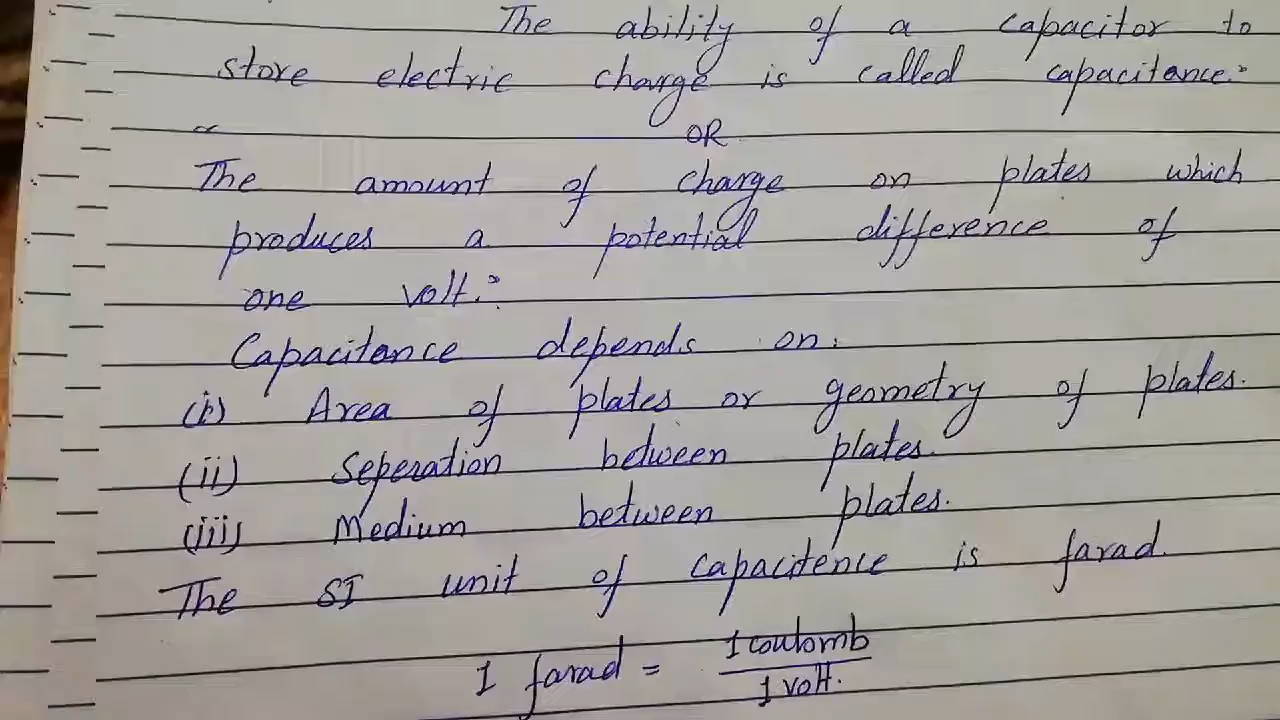 The ability of a capacitor to
store electric charge is called capacitance.
OR
The amount of charge on plates which
produces a potential difference of
one volt.
Capacitance depends on.
(i) Area of plates or geometry of plates.
(ii) Seperation between plates.
(iii) Medium between plates.
The SI unit of capacitence is farad.
1 farad = 1 coulomb
1 volt.